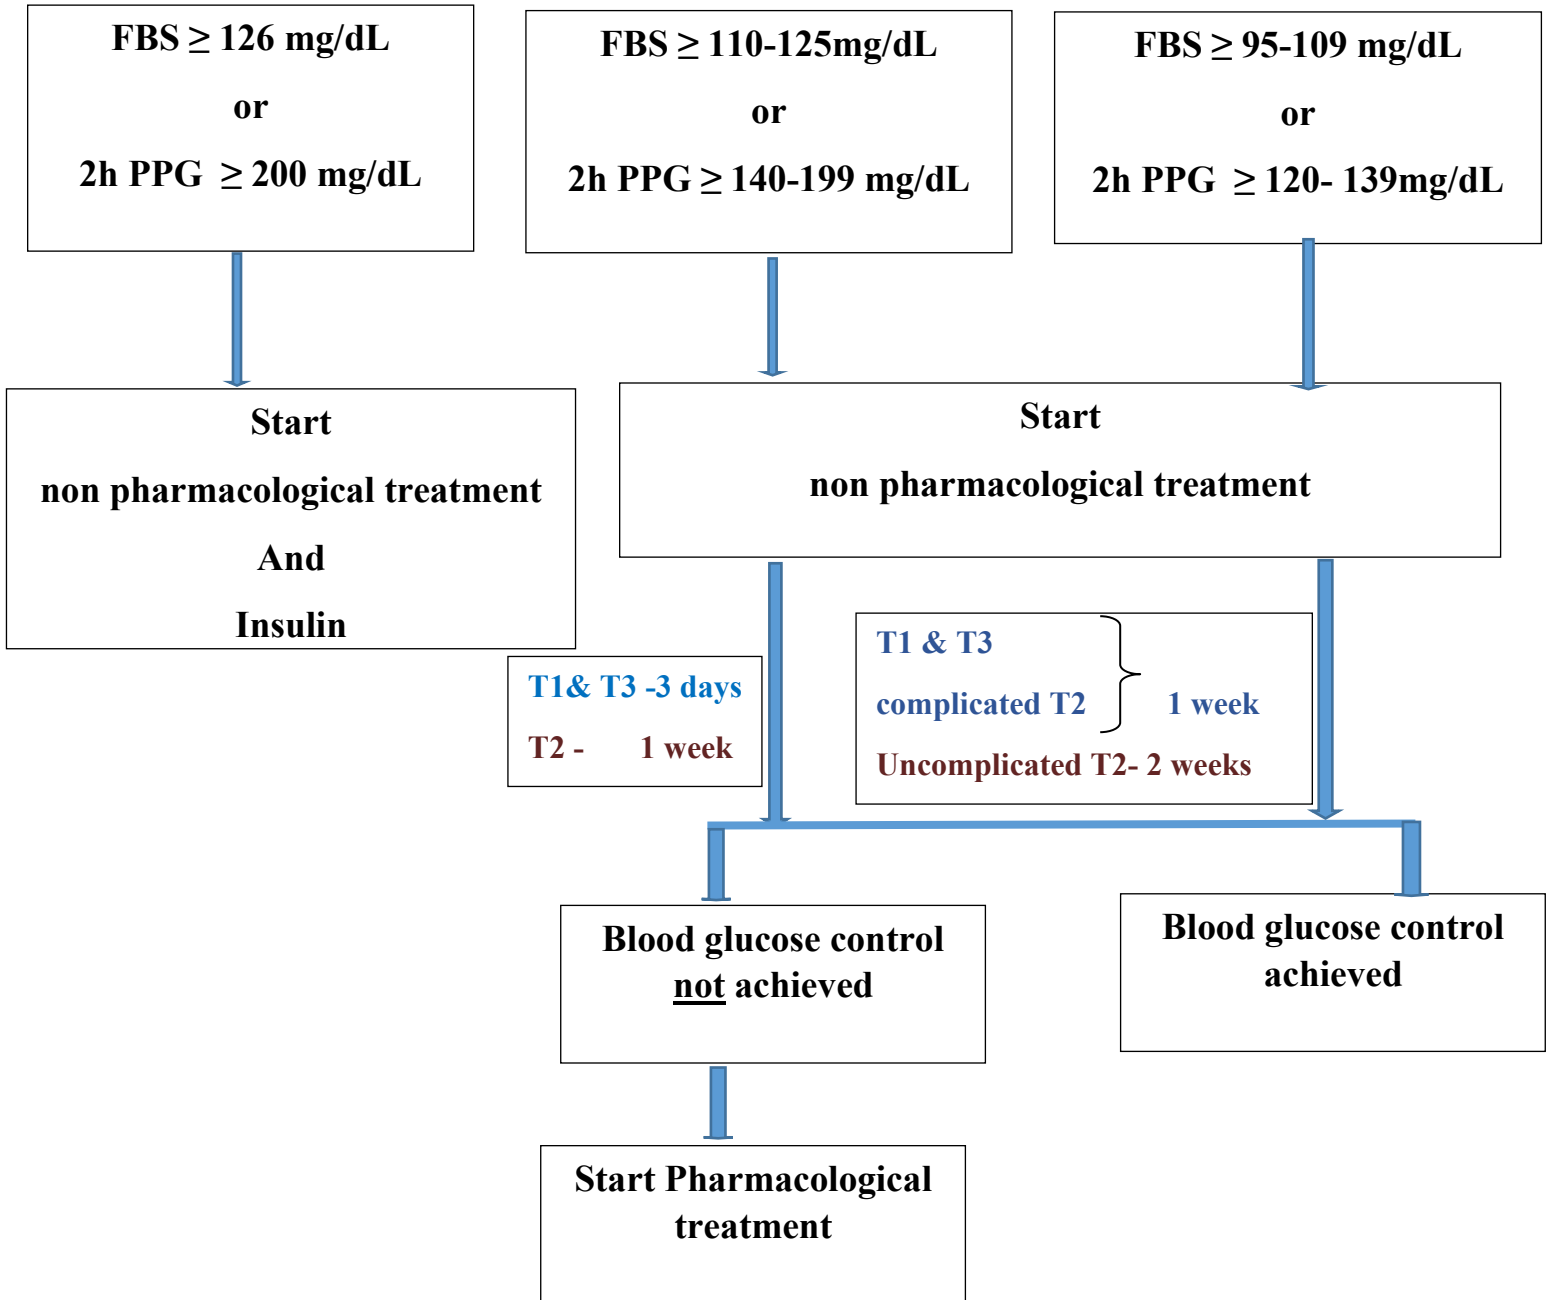 FBS ≥ 126 mg/dL
or
2h PPG ≥ 200 mg/dL
FBS ≥ 110-125mg/dL
or
2h PPG ≥ 140-199 mg/dL
FBS ≥ 95-109 mg/dL
or
2h PPG ≥ 120- 139mg/dL
Start
non pharmacological treatment
And
Insulin
Start
non pharmacological treatment
T1& T3 -3 days
T2 - 1 week
T1 & T3
complicated T2 1 week
Uncomplicated T2- 2 weeks
Blood glucose control
not achieved
Blood glucose control
achieved
Start Pharmacological
treatment